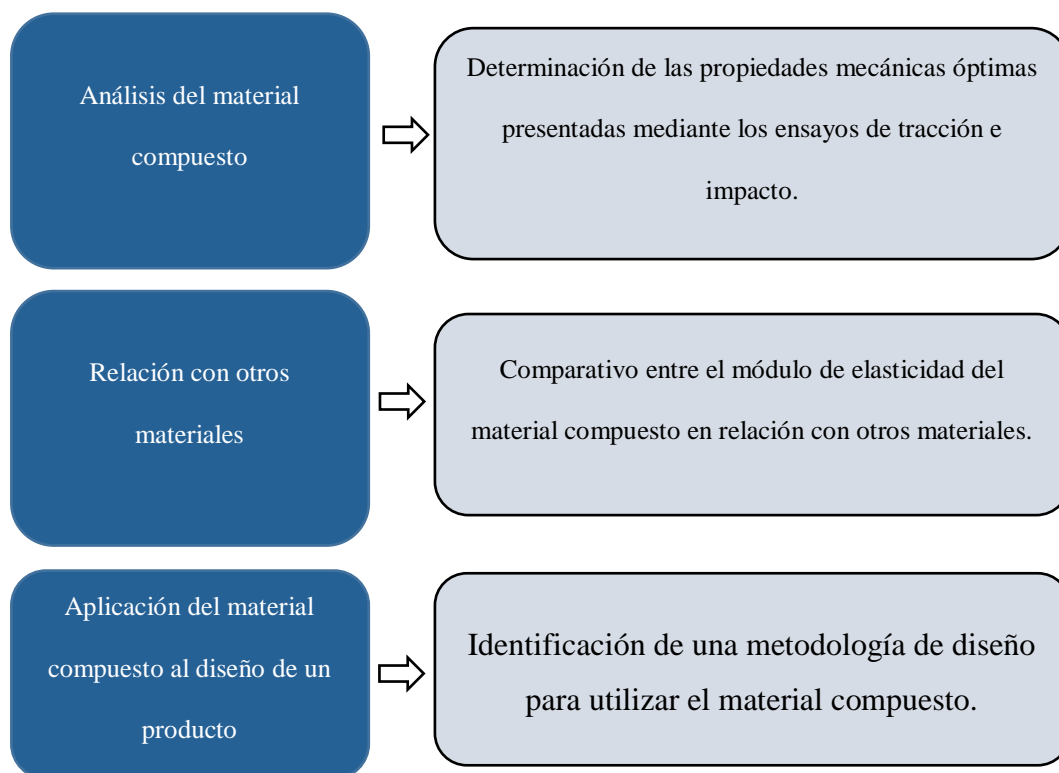 Análisis del material
compuesto
Determinación de las propiedades mecánicas óptimas
presentadas mediante los ensayos de tracción e
impacto.
Relación con otros
materiales
Comparativo entre el módulo de elasticidad del
material compuesto en relación con otros materiales.
Aplicación del material
compuesto al diseño de un
producto
Identificación de una metodología de diseño
para utilizar el material compuesto.